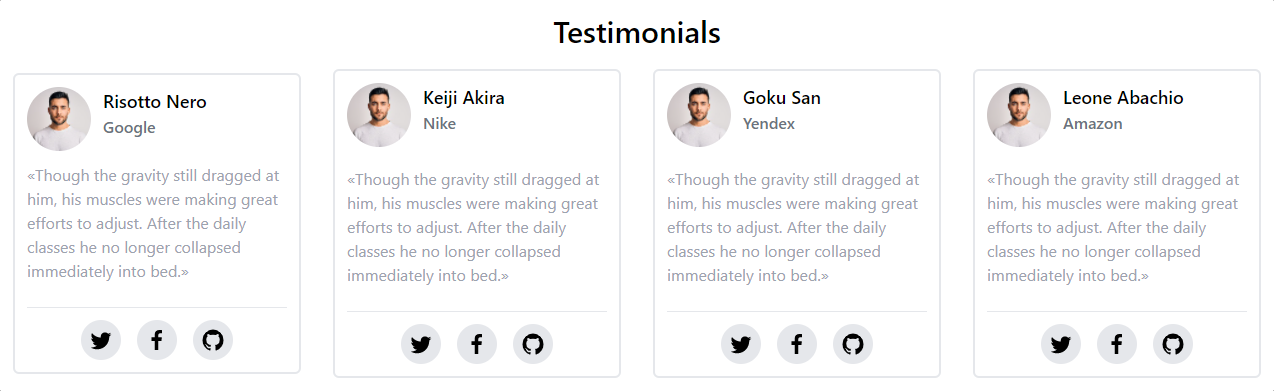 Testimonials
Risotto Nero
Google
«Though the gravity still dragged at
him, his muscles were making great
efforts to adjust. After the daily
classes he no longer collapsed
immediately into bed.»
Keiji Akira
Nike
«Though the gravity still dragged at
him, his muscles were making great
efforts to adjust. After the daily
classes he no longer collapsed
immediately into bed.»
Goku San
Yendex
«Though the gravity still dragged at
him, his muscles were making great
efforts to adjust. After the daily
classes he no longer collapsed
immediately into bed.»
Leone Abachio
Amazon
«Though the gravity still dragged at
him, his muscles were making great
efforts to adjust. After the daily
classes he no longer collapsed
immediately into bed.»